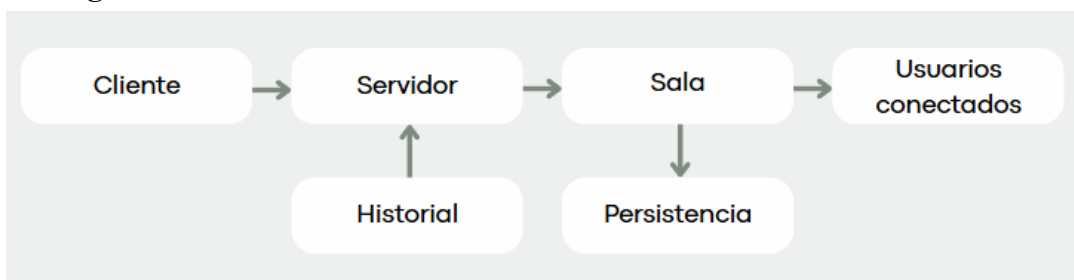 Cliente
Servidor
Sala
Usuarios
conectados
Historial
Persistencia